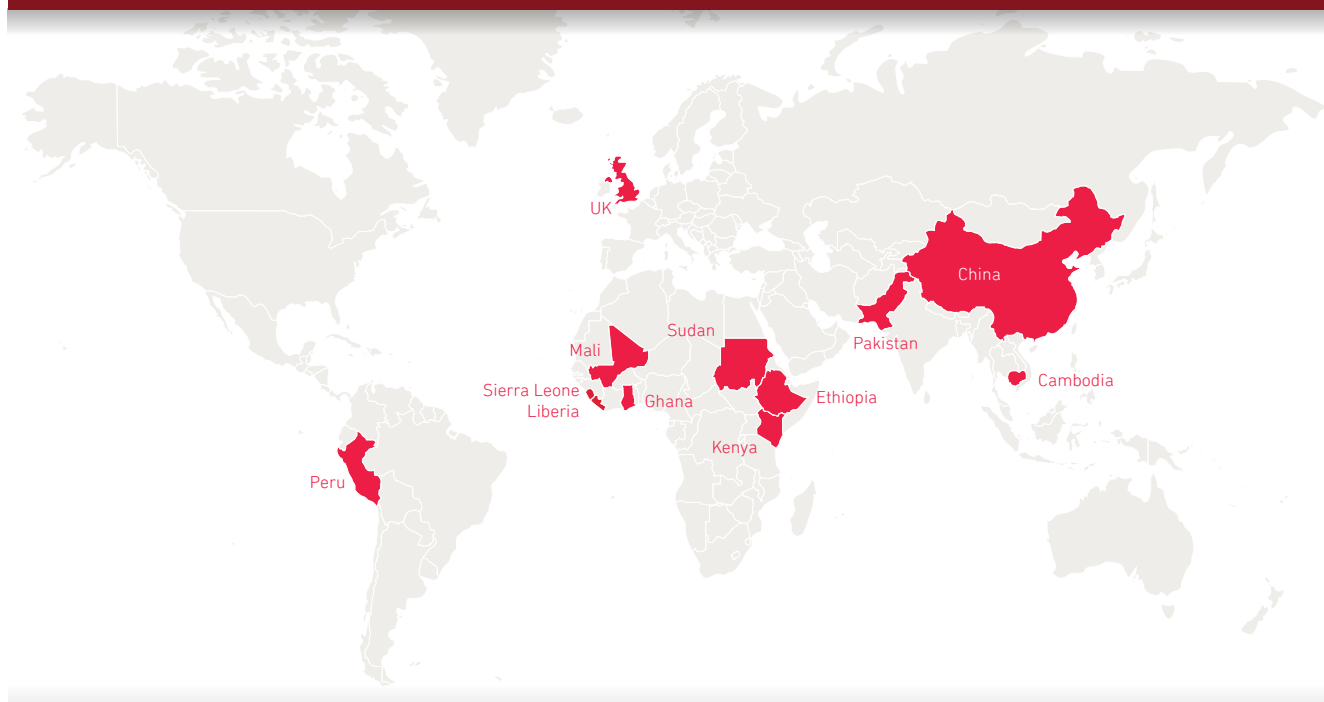 UK
China
Sudan
Pakistan
Mali
Cambodia
Sierra Leone
Liberia
Ghana
Ethiopia
Kenya
Peru